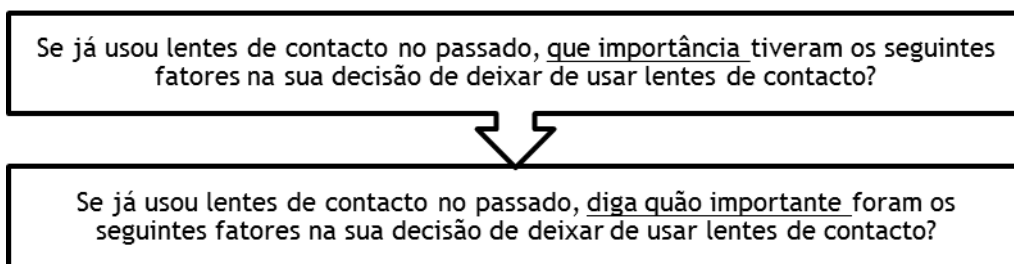 Se já usou lentes de contacto no passado, que importância tiveram os seguintes
fatores na sua decisão de deixar de usar lentes de contacto?
Se já usou lentes de contacto no passado, diga quão importante foram os
seguintes fatores na sua decisão de deixar de usar lentes de contacto?